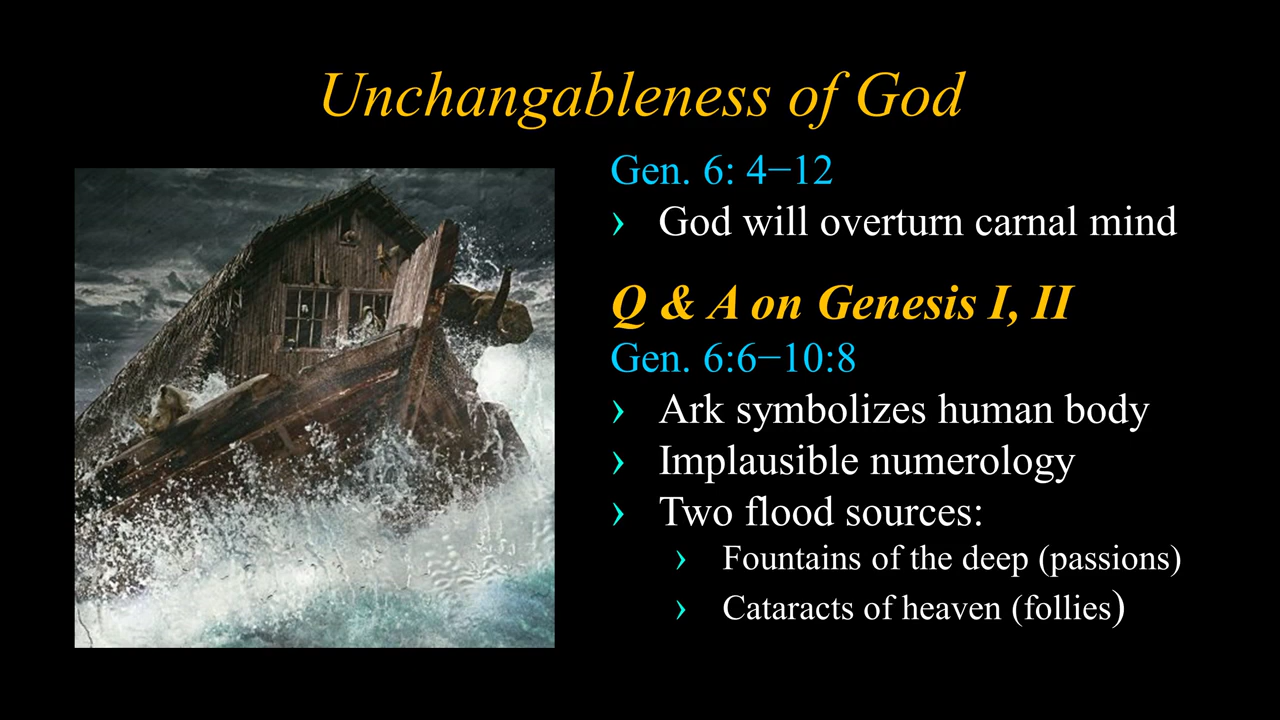 Unchangableness of God
Gen. 6: 4−12
› God will overturn carnal mind
Q & A on Genesis I, II
Gen. 6:6−10:8
› Ark symbolizes human body
› Implausible numerology
› Two flood sources:
› Fountains of the deep (passions)
› Cataracts of heaven (follies)